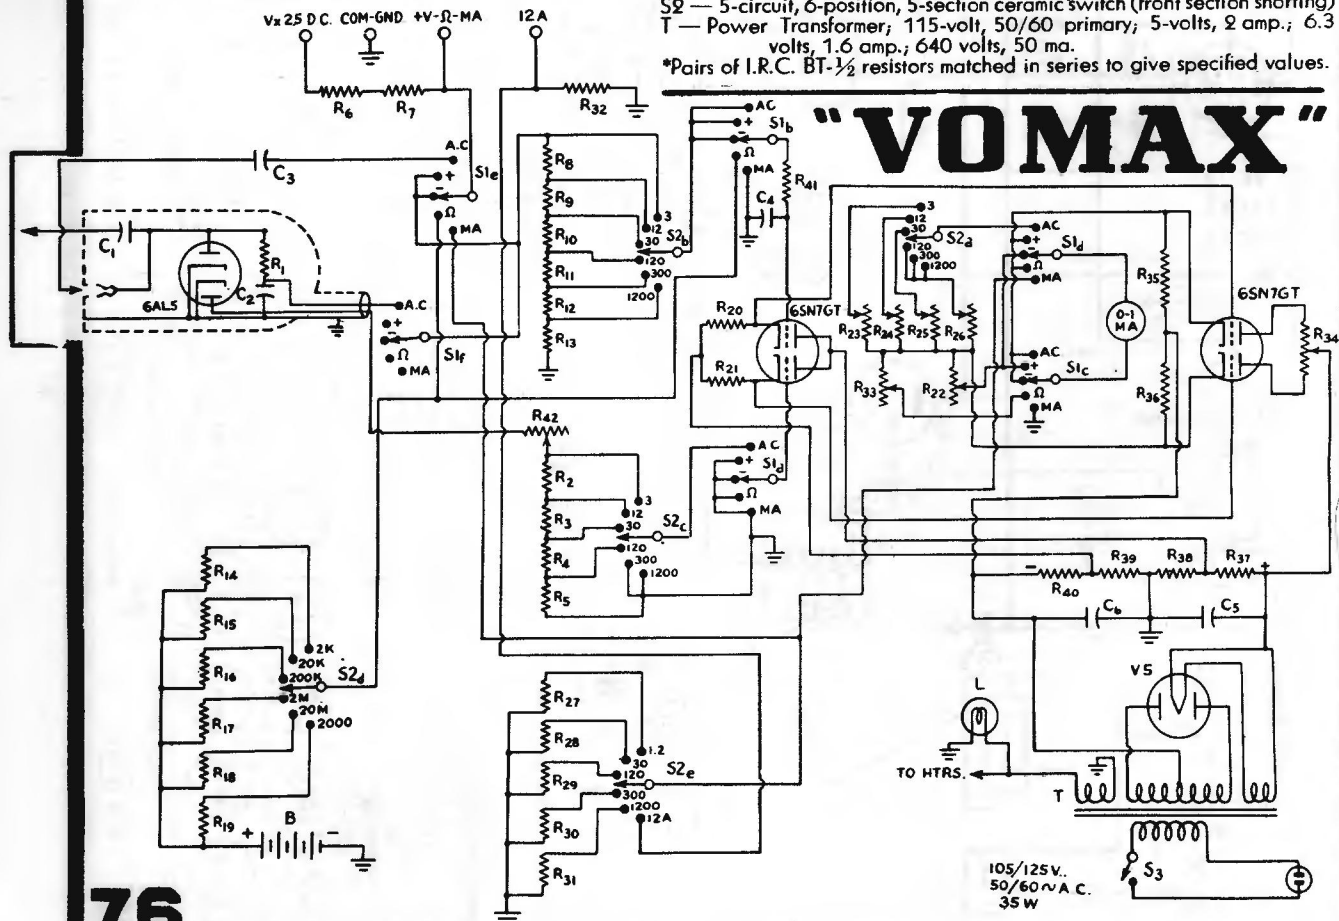 S2 — 5-circuit, 6-position, 5-section ceramic switch (front section shorting)
T — Power Transformer; 115-volt, 50/60 primary; 5-volts, 2 amp.; 6.3
volts, 1.6 amp.; 640 volts, 50 ma.
*Pairs of I.R.C. BT-½ resistors matched in series to give specified values.
"VOMAX"
Vx 25 D C. COM-GND +V-Ω-MA 12A
R6 R7 R32
C3
A.C
+
-
Ω
MA
S1e
R8
R9
R10
R11
R12
R13
3
12
30
120
300
1200
S2b
AC
+
-
Ω
MA
S1b
R41
C4
C1
6AL5
R1
C2
A.C
+
-
Ω
MA
S1f
R20
R21
6SN7GT
3
12
30
120
300
1200
S2a
R23 R24 R25 R26
R33 R22
AC
+
-
Ω
MA
S1d
0-1
MA
AC
+
-
Ω
MA
S1c
R35
R36
6SN7GT
R34
R42
R2
R3
R4
R5
3
12
30
120
300
1200
S2c
AC
+
-
Ω
MA
S1d
- R40 R39 R38 R37 +
C6 C5
R14
R15
R16
R17
R18
R19
2K
20K
200K
2M
20M
2000
S2d
+ B -
R27
R28
R29
R30
R31
1.2
30
120
300
1200
12A
S2e
V5
L
TO HTRS.
T
S3
105/125V..
50/60~A C.
35 W
76